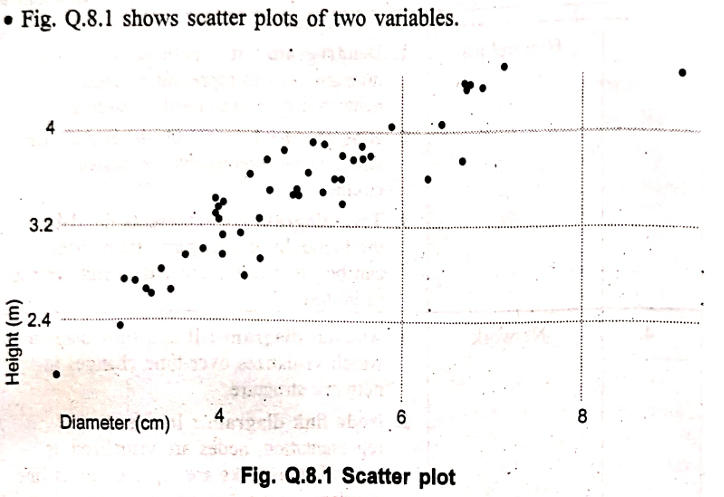 • Fig. Q.8.1 shows scatter plots of two variables.
4
3.2
2.4
Height (m)
Diameter (cm)
4
6
8
Fig. Q.8.1 Scatter plot